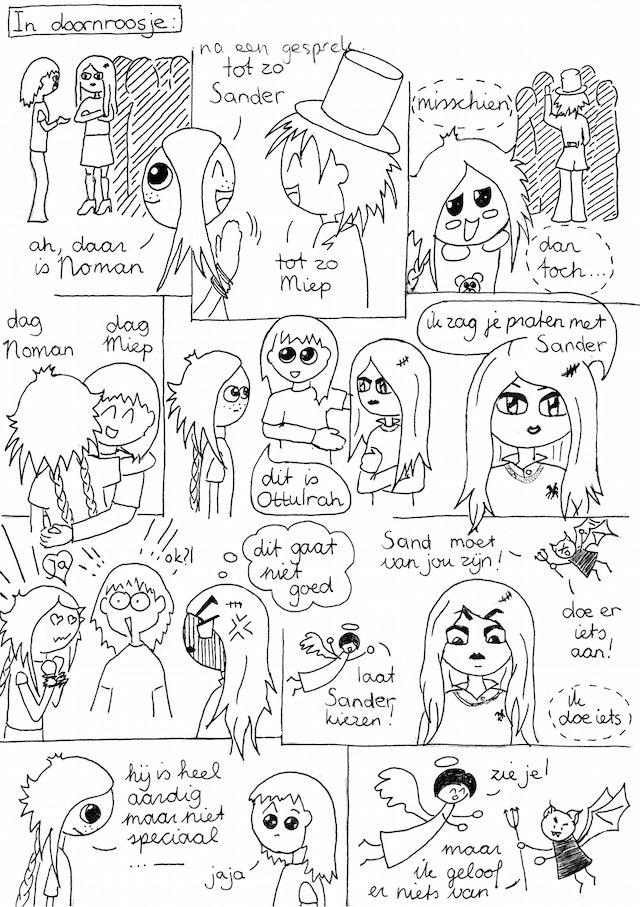 In doornroosje:
ah, daar
is Noman
na een gesprek
tot zo
Sander
tot zo
Miep
misschien
dan
toch...
dag
Noman
dag
Miep
dit is
Ottulrah
ik zag je praten met
Sander
ja
ok?!
dit gaat
niet
goed
laat
Sander
kiezen!
Sand moet
van jou zijn!
doe er
iets
aan!
ik
doe iets
hij is heel
aardig
maar niet
speciaal
...
jaja
zie je!
maar
ik geloof
er niets van